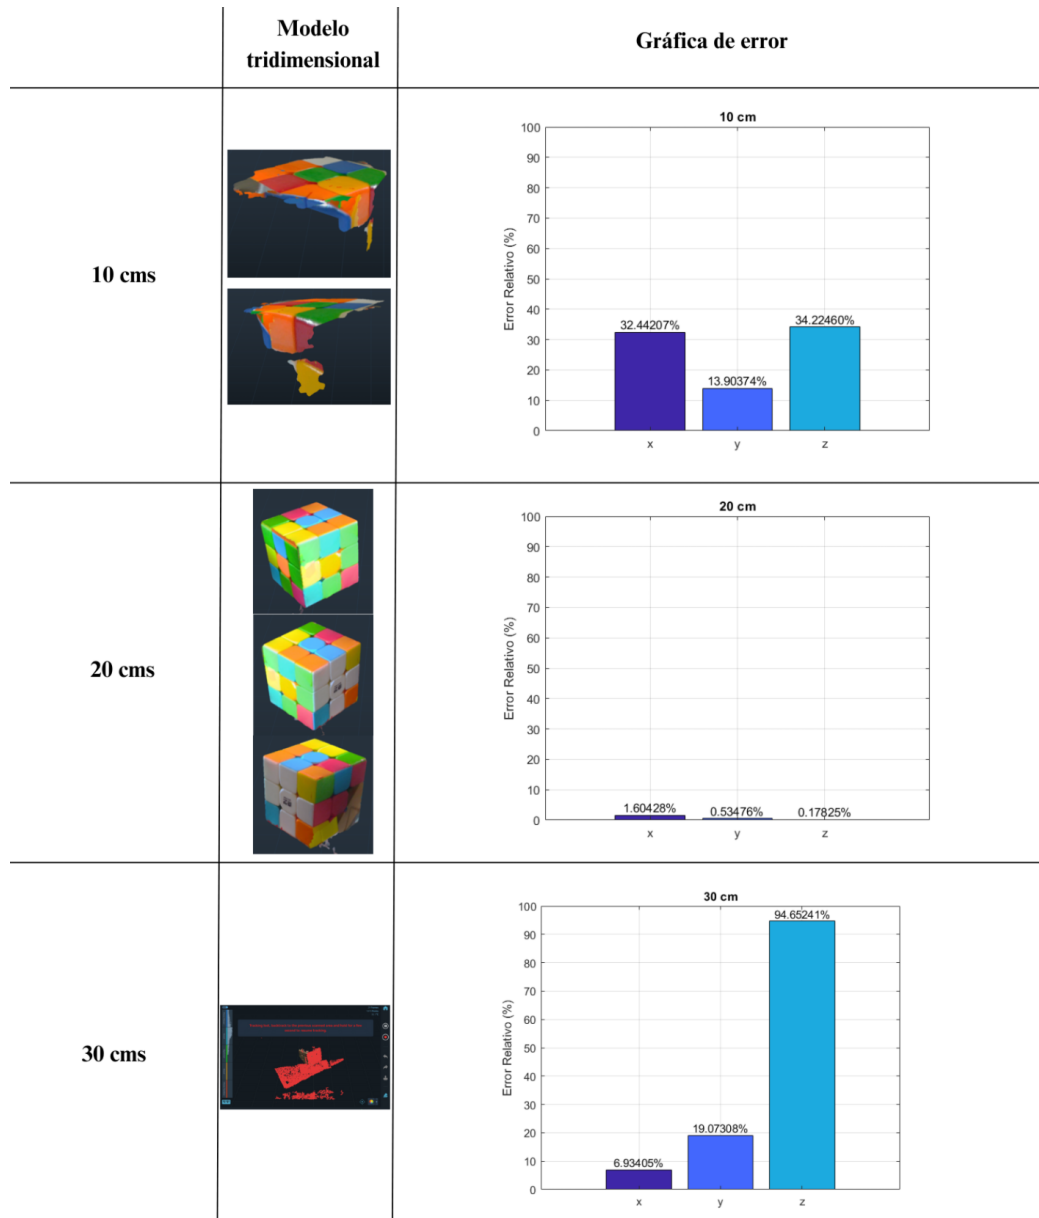 Modelo
tridimensional
Gráfica de error
10 cms
10 cm
Error Relativo (%)
100
90
80
70
60
50
40
30
20
10
0
32.44207%
13.90374%
34.22460%
x
y
z
20 cms
20 cm
Error Relativo (%)
100
90
80
70
60
50
40
30
20
10
0
1.60428%
0.53476%
0.17825%
x
y
z
30 cms
30 cm
Error Relativo (%)
100
90
80
70
60
50
40
30
20
10
0
6.93405%
19.07308%
94.65241%
x
y
z